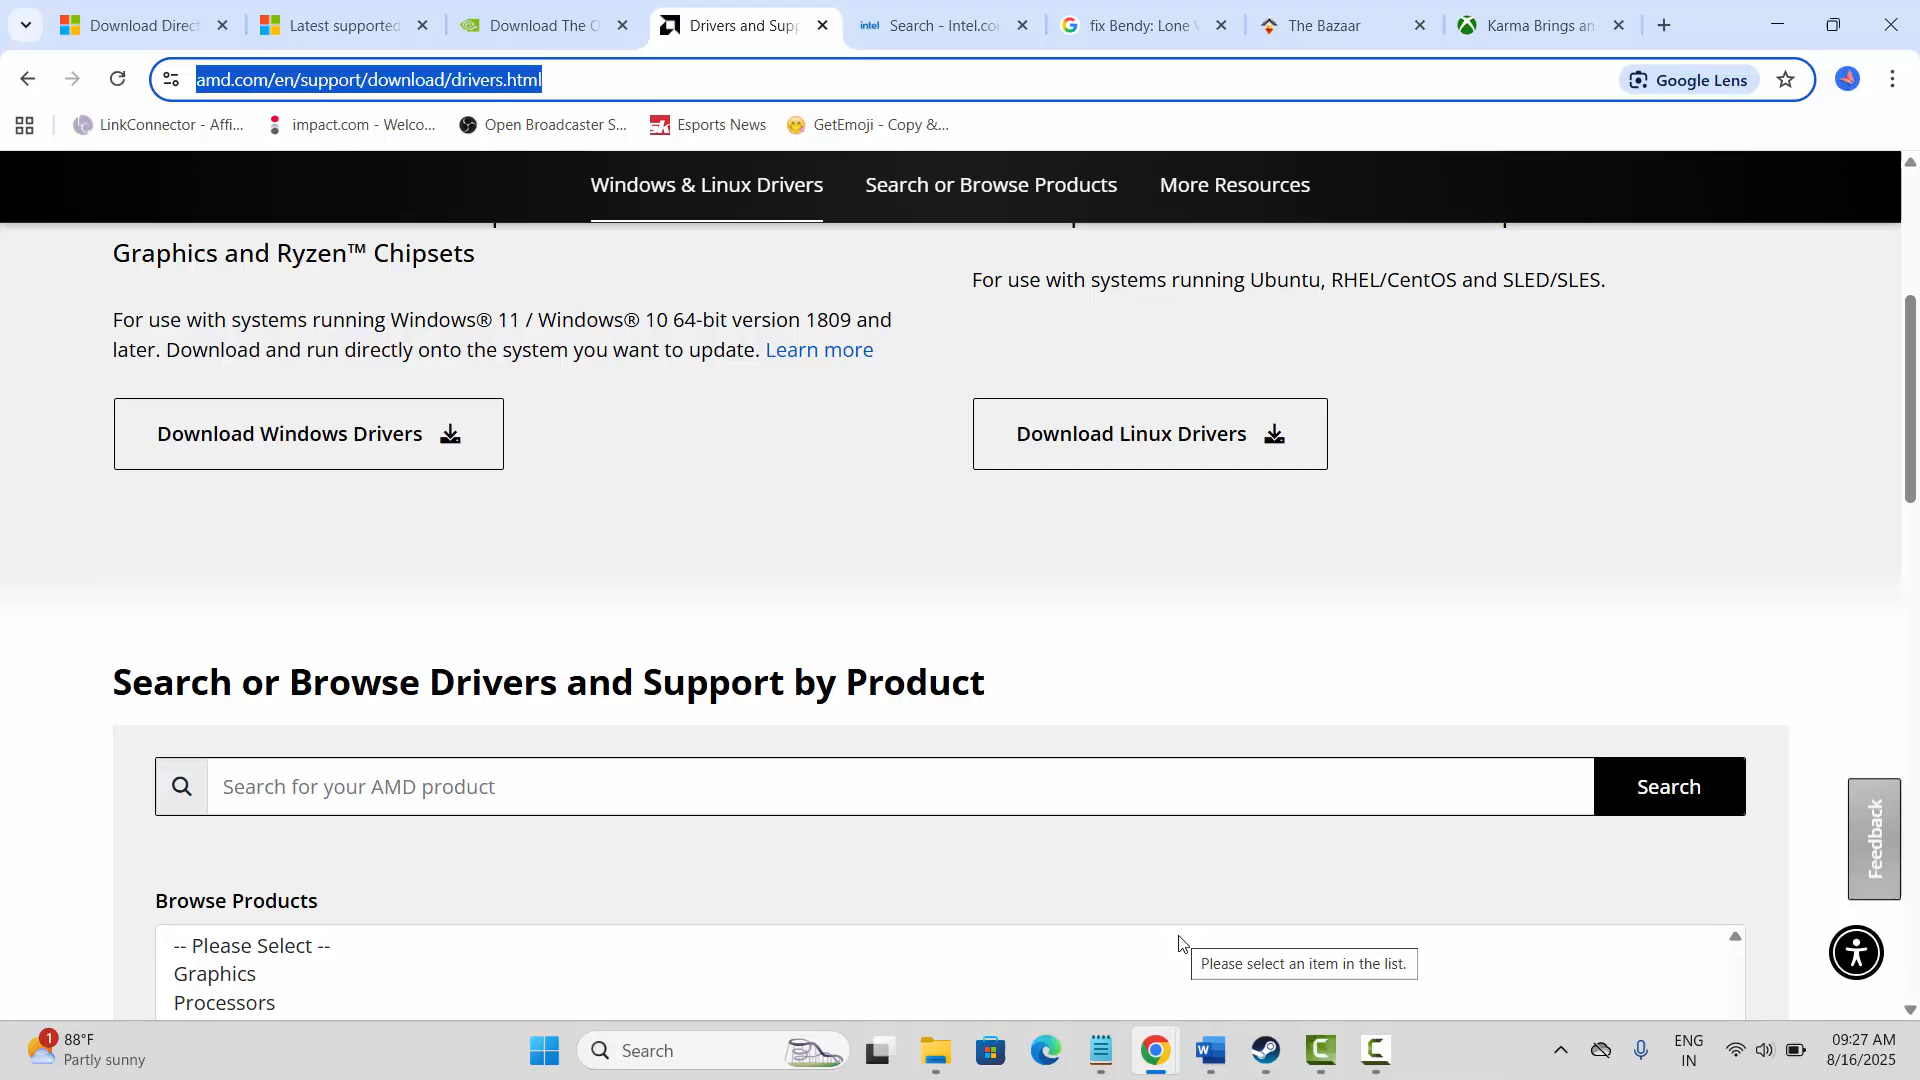 Download Direct
Latest supported
Download The O
Drivers and Supp
intel
Search - Intel.co
fix Bendy: Lone
The Bazaar
Karma Brings an
amd.com/en/support/download/drivers.html
Google Lens
LinkConnector - Affi...
impact.com - Welco...
Open Broadcaster S...
Esports News
GetEmoji - Copy &...
Windows & Linux Drivers
Search or Browse Products
More Resources
Graphics and Ryzen™ Chipsets
For use with systems running Windows® 11 / Windows® 10 64-bit version 1809 and
later. Download and run directly onto the system you want to update. Learn more
Download Windows Drivers
For use with systems running Ubuntu, RHEL/CentOS and SLED/SLES.
Download Linux Drivers
Search or Browse Drivers and Support by Product
Search for your AMD product
Search
Browse Products
-- Please Select --
Graphics
Processors
Please select an item in the list.
Feedback
1
88°F
Partly sunny
Search
ENG
IN
09:27 AM
8/16/2025